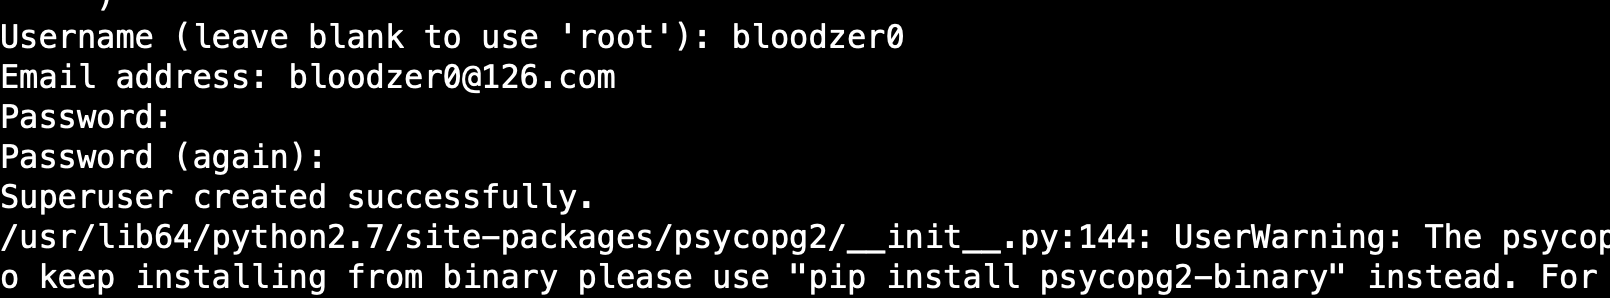 )
Username (leave blank to use 'root'): bloodzer0
Email address: bloodzer0@126.com
Password:
Password (again):
Superuser created successfully.
/usr/lib64/python2.7/site-packages/psycopg2/__init__.py:144: UserWarning: The psycop
o keep installing from binary please use "pip install psycopg2-binary" instead. For